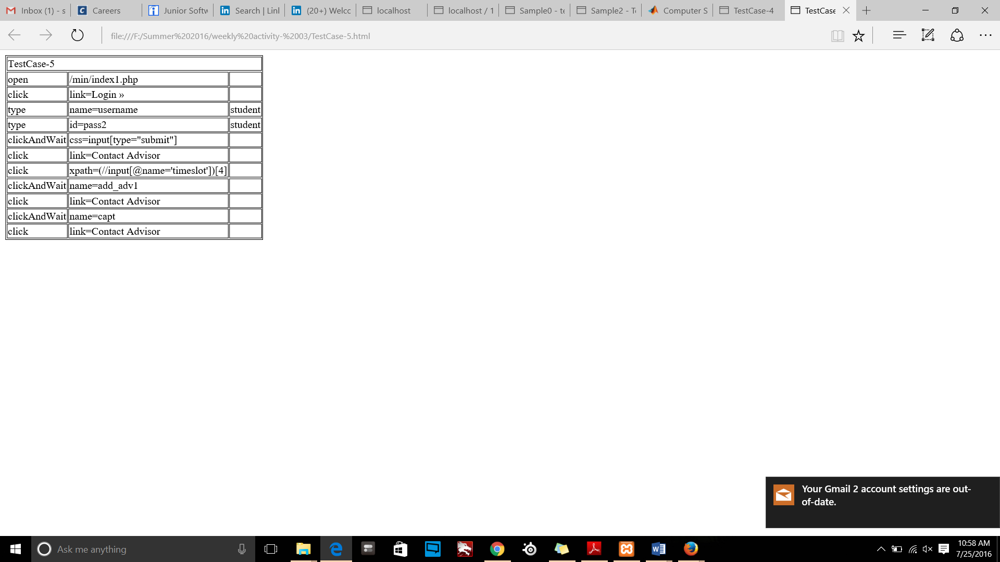 Inbox (1) - s
Careers
Junior Softw
Search | Linl
(20+) Welcc
localhost
localhost / 1
Sample0 - te
Sample2 - Te
Computer S
TestCase-4
TestCase
file:///F:/Summer%202016/weekly%20activity-%2003/TestCase-5.html
TestCase-5
open /min/index1.php
click link=Login »
type name=username student
type id=pass2 student
clickAndWait css=input[type="submit"]
click link=Contact Advisor
click xpath=(//input[@name='timeslot'])[4]
clickAndWait name=add_adv1
click link=Contact Advisor
clickAndWait name=capt
click link=Contact Advisor
Your Gmail 2 account settings are out-
of-date.
Ask me anything
10:58 AM
7/25/2016